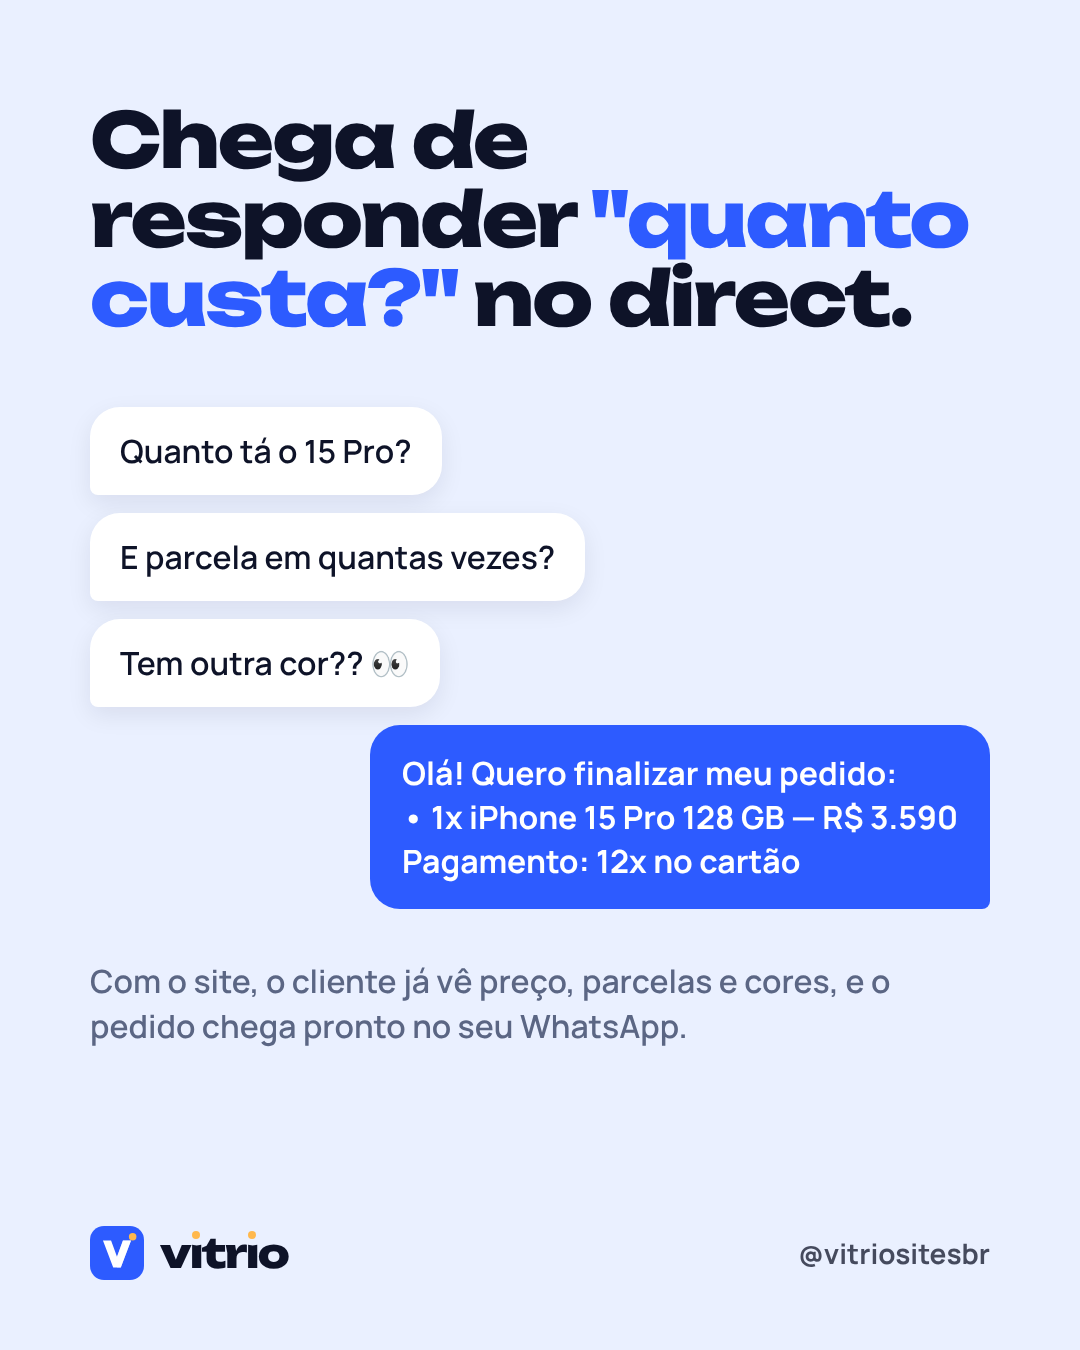 Chega de
responder "quanto
custa?" no direct.
Quanto tá o 15 Pro?
E parcela em quantas vezes?
Tem outra cor?? 👀
Olá! Quero finalizar meu pedido:
• 1x iPhone 15 Pro 128 GB — R$ 3.590
Pagamento: 12x no cartão
Com o site, o cliente já vê preço, parcelas e cores, e o
pedido chega pronto no seu WhatsApp.
V vitrio
@vitriositesbr